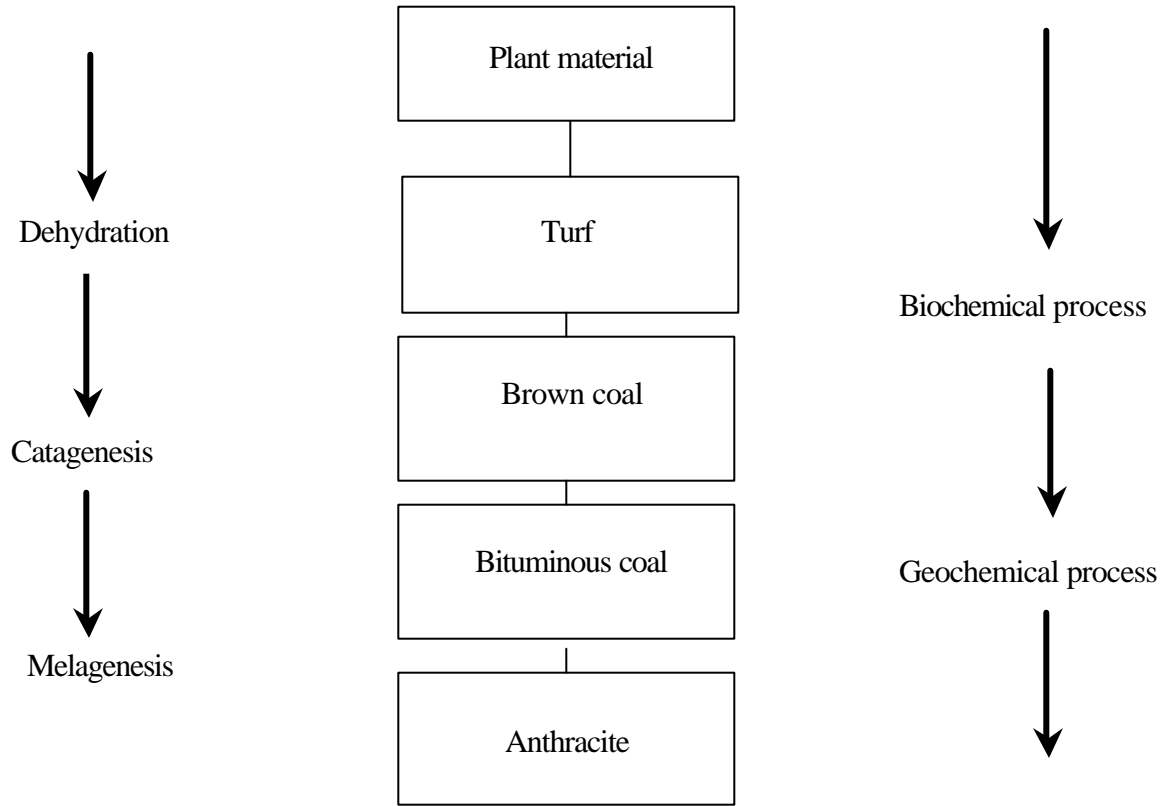 Plant material
Dehydration
Turf
Biochemical process
Brown coal
Catagenesis
Bituminous coal
Geochemical process
Melagenesis
Anthracite